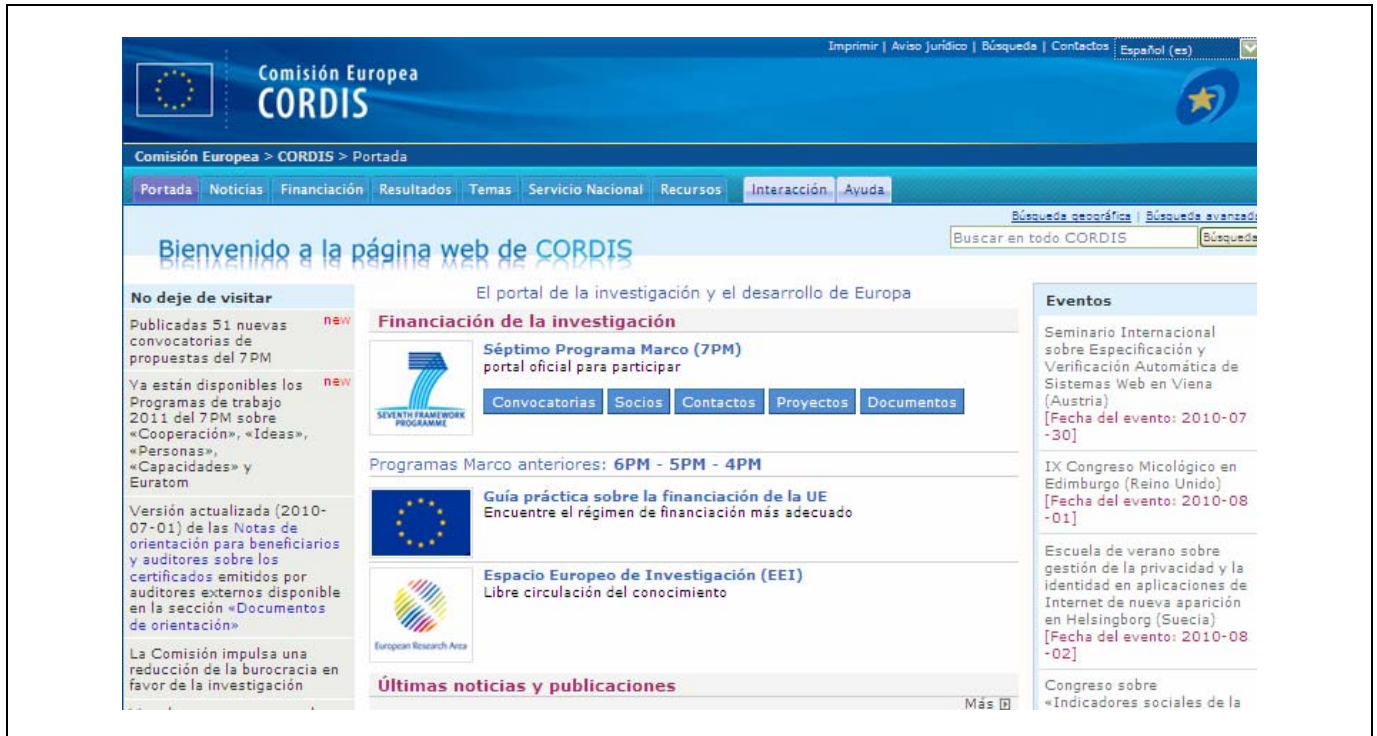 Imprimir | Aviso Jurídico | Búsqueda | Contactos Español (es)
Comisión Europea
CORDIS
Comisión Europea > CORDIS > Portada
Portada Noticias Financiación Resultados Temas Servicio Nacional Recursos Interacción Ayuda
Búsqueda geográfica | Búsqueda avanzada
Buscar en todo CORDIS Búsqueda
Bienvenido a la página web de CORDIS
El portal de la investigación y el desarrollo de Europa
No deje de visitar
Publicadas 51 nuevas new
convocatorias de
propuestas del 7PM
Ya están disponibles los new
Programas de trabajo
2011 del 7PM sobre
«Cooperación», «Ideas»,
«Personas»,
«Capacidades» y
Euratom
Versión actualizada (2010-
07-01) de las Notas de
orientación para beneficiarios
y auditores sobre los
certificados emitidos por
auditores externos disponible
en la sección «Documentos
de orientación»
La Comisión impulsa una
reducción de la burocracia en
favor de la investigación
Financiación de la investigación
SEVENTH FRAMEWORK
PROGRAMME
Séptimo Programa Marco (7PM)
portal oficial para participar
Convocatorias Socios Contactos Proyectos Documentos
Programas Marco anteriores: 6PM - 5PM - 4PM
Guía práctica sobre la financiación de la UE
Encuentre el régimen de financiación más adecuado
Espacio Europeo de Investigación (EEI)
Libre circulación del conocimiento
European Research Area
Últimas noticias y publicaciones
Más
Eventos
Seminario Internacional
sobre Especificación y
Verificación Automática de
Sistemas Web en Viena
(Austria)
[Fecha del evento: 2010-07
-30]
IX Congreso Micológico en
Edimburgo (Reino Unido)
[Fecha del evento: 2010-08
-01]
Escuela de verano sobre
gestión de la privacidad y la
identidad en aplicaciones de
Internet de nueva aparición
en Helsingborg (Suecia)
[Fecha del evento: 2010-08
-02]
Congreso sobre
«Indicadores sociales de la